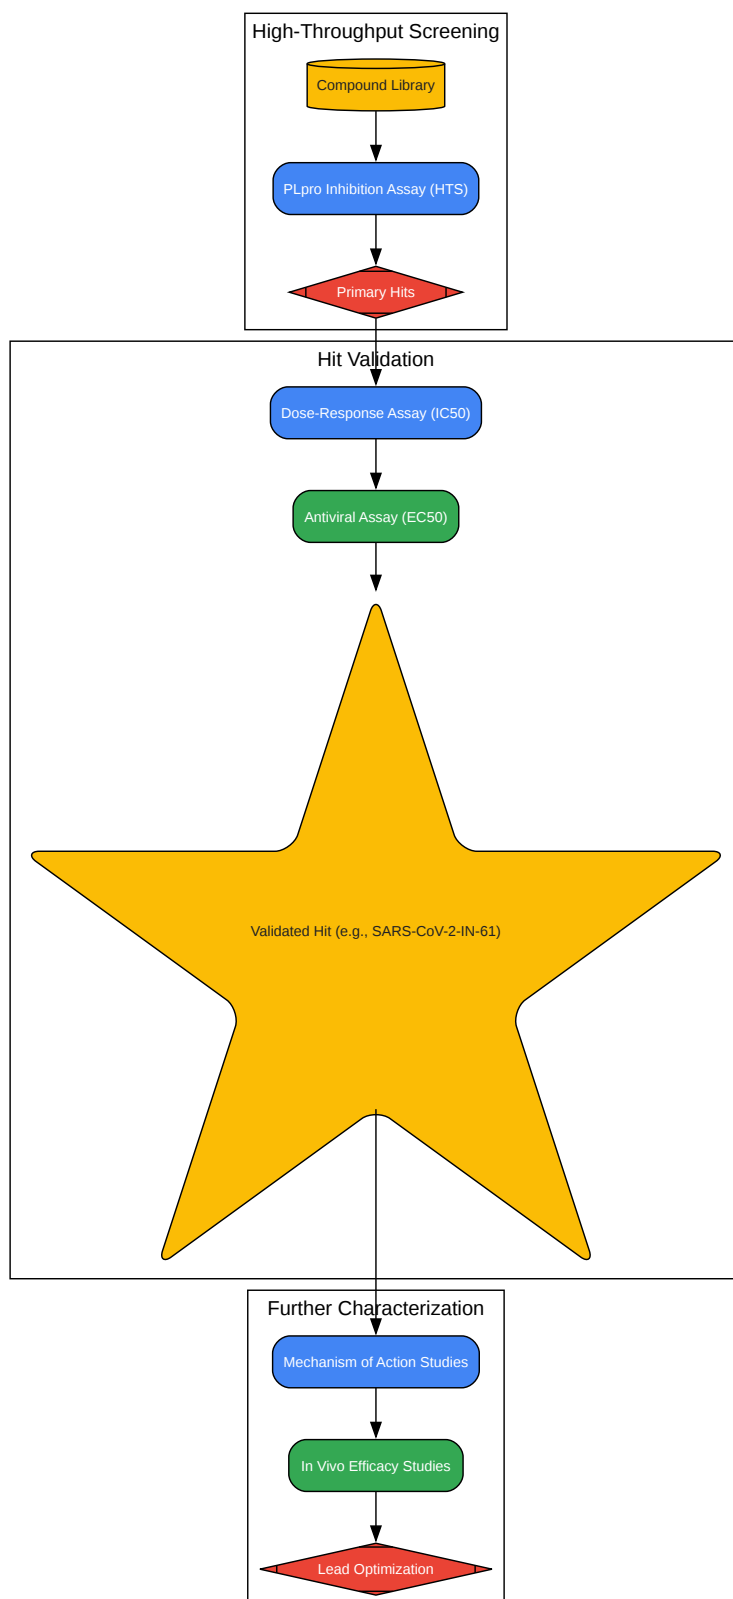 High-Throughput Screening
Compound Library
PLpro Inhibition Assay (HTS)
Primary Hits
Hit Validation
Dose-Response Assay (IC50)
Antiviral Assay (EC50)
Validated Hit (e.g., SARS-CoV-2-IN-61)
Further Characterization
Mechanism of Action Studies
In Vivo Efficacy Studies
Lead Optimization